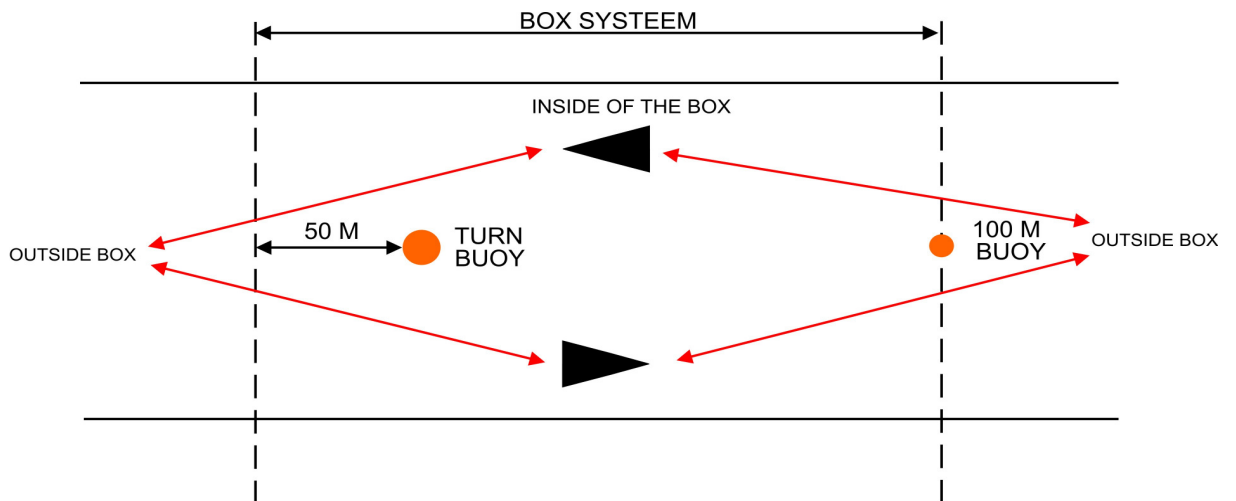 BOX SYSTEEM
INSIDE OF THE BOX
50 M
TURN
BUOY
100 M
BUOY
OUTSIDE BOX
OUTSIDE BOX